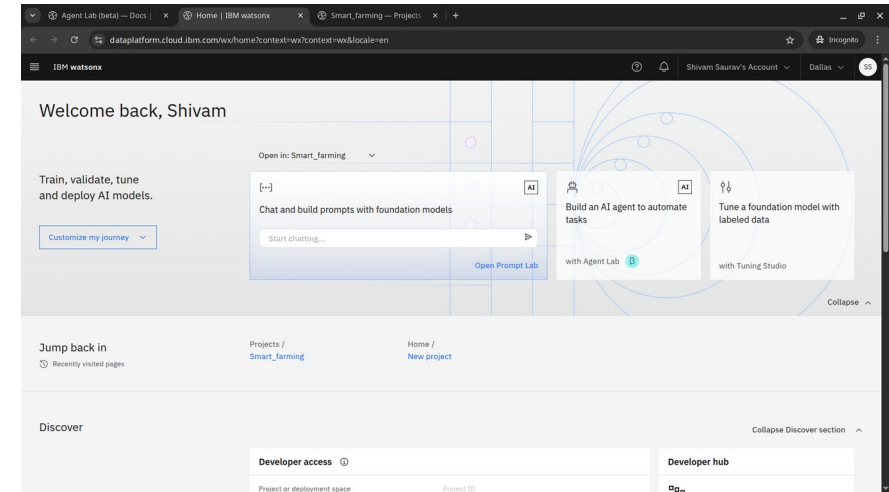 Agent Lab (beta) — Docs |
Home | IBM watsonx
Smart_farming — Projects
dataplatform.cloud.ibm.com/wx/home?context=wx?context=wx&locale=en
Incognito
IBM watsonx
Shivam Saurav's Account
Dallas
SS
Welcome back, Shivam
Open in: Smart_farming
Train, validate, tune
and deploy AI models.
Customize my journey
[...]
AI
Chat and build prompts with foundation models
Start chatting...
Open Prompt Lab
AI
Build an AI agent to automate
tasks
with Agent Lab β
Tune a foundation model with
labeled data
with Tuning Studio
Collapse
Jump back in
Recently visited pages
Projects /
Smart_farming
Home /
New project
Discover
Collapse Discover section
Developer access
Developer hub
Project or deployment space
Project ID